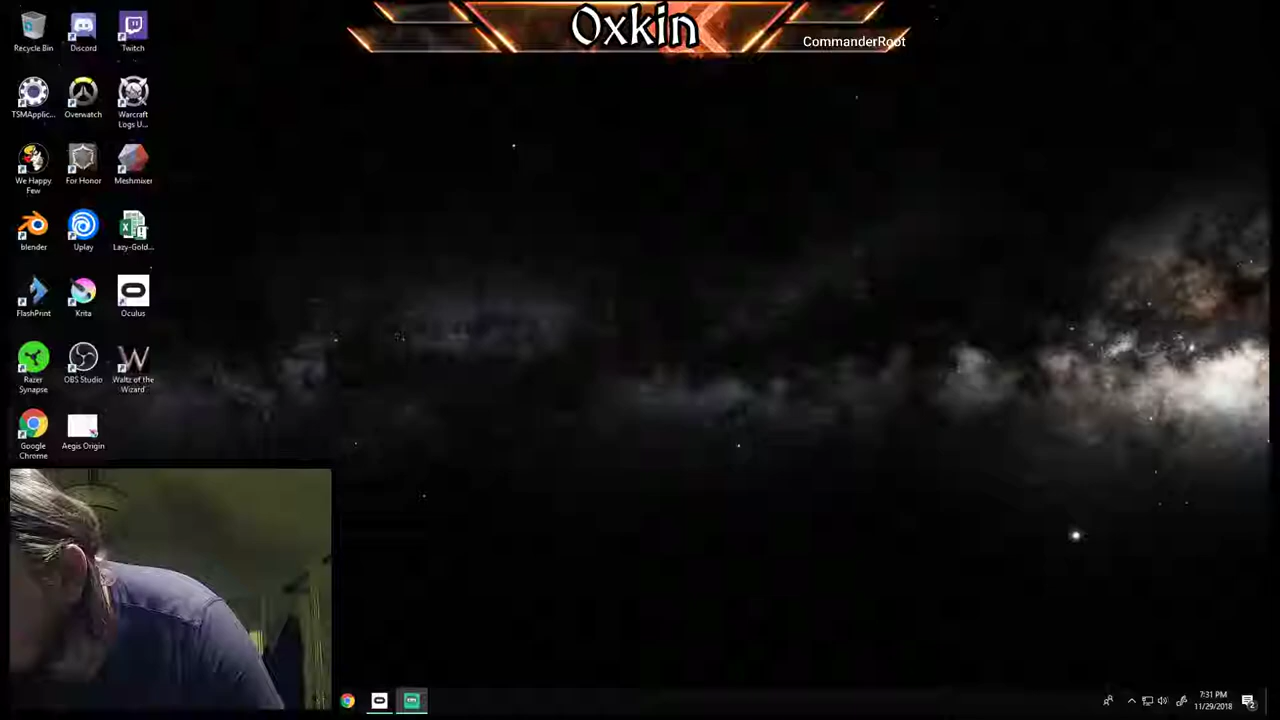 Oxkin
CommanderRoot
Recycle Bin
Discord
Twitch
TSMApplic...
Overwatch
Warcraft
Logs U...
We Happy
Few
For Honor
Meshmixer
blender
Uplay
Lazy-Gold...
FlashPrint
Krita
Oculus
Razer
Synapse
OBS Studio
Waltz of the
Wizard
Google
Chrome
Aegis Origin
7:31 PM
11/29/2018
2